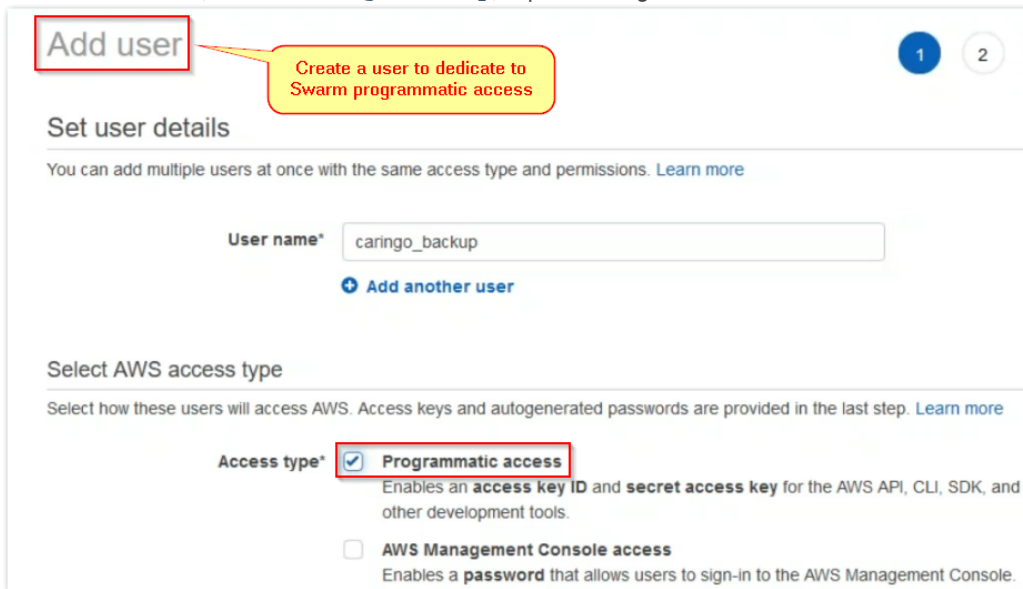 Add user
1
2
Create a user to dedicate to
Swarm programmatic access
Set user details
You can add multiple users at once with the same access type and permissions. Learn more
User name*
caringo_backup
Add another user
Select AWS access type
Select how these users will access AWS. Access keys and autogenerated passwords are provided in the last step. Learn more
Access type*
Programmatic access
Enables an access key ID and secret access key for the AWS API, CLI, SDK, and
other development tools.
AWS Management Console access
Enables a password that allows users to sign-in to the AWS Management Console.